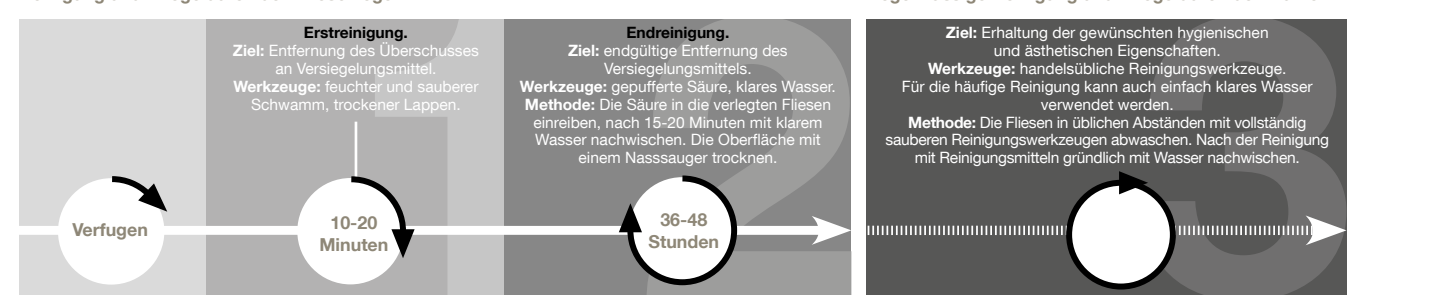 Erstreinigung.
Ziel: Entfernung des Überschusses
an Versiegelungsmittel.
Werkzeuge: feuchter und sauberer
Schwamm, trockener Lappen.
Endreinigung.
Ziel: endgültige Entfernung des
Versiegelungsmittels.
Werkzeuge: gepufferte Säure, klares Wasser.
Methode: Die Säure in die verlegten Fliesen
einreiben, nach 15-20 Minuten mit klarem
Wasser nachwischen. Die Oberfläche mit
einem Nasssauger trocknen.
Ziel: Erhaltung der gewünschten hygienischen
und ästhetischen Eigenschaften.
Werkzeuge: handelsübliche Reinigungswerkzeuge.
Für die häufige Reinigung kann auch einfach klares Wasser
verwendet werden.
Methode: Die Fliesen in üblichen Abständen mit vollständig
sauberen Reinigungswerkzeugen abwaschen. Nach der Reinigung
mit Reinigungsmitteln gründlich mit Wasser nachwischen.
Verfugen
10-20
Minuten
36-48
Stunden
1
2
3